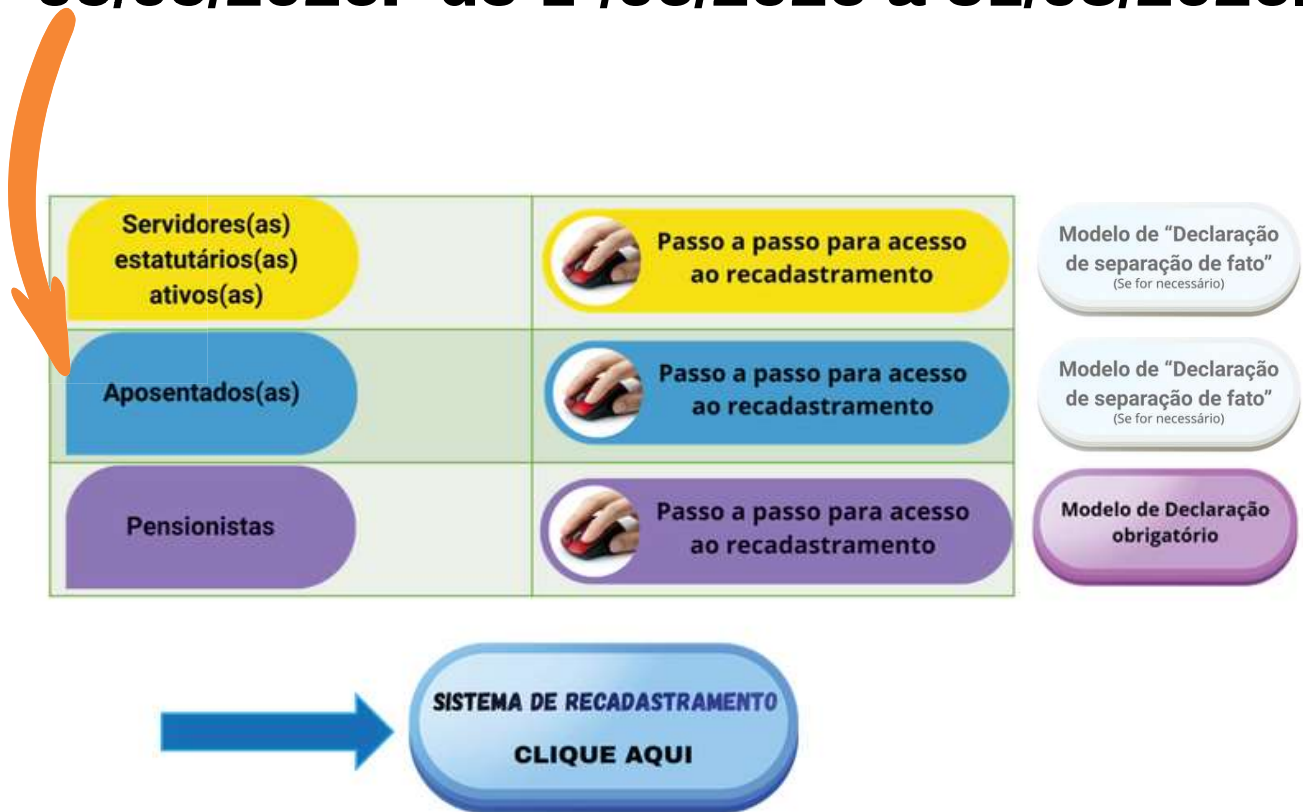 Servidores(as)
estatutários(as)
ativos(as)
Passo a passo para acesso
ao recadastramento
Modelo de “Declaração
de separação de fato”
(Se for necessário)
Aposentados(as)
Passo a passo para acesso
ao recadastramento
Modelo de “Declaração
de separação de fato”
(Se for necessário)
Pensionistas
Passo a passo para acesso
ao recadastramento
Modelo de Declaração
obrigatório
SISTEMA DE RECADASTRAMENTO
CLIQUE AQUI